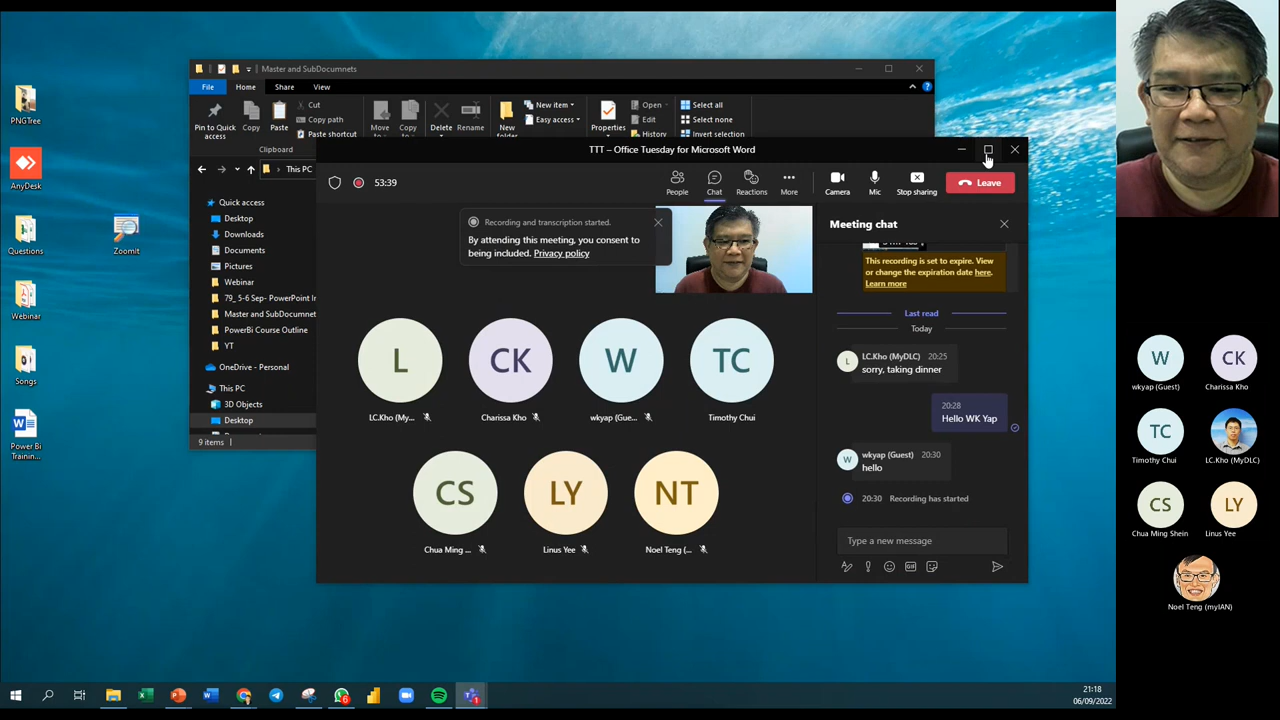 PNGTree
AnyDesk
Questions
Zoomit
Webinar
Songs
Power Bi
Trainin...
Master and SubDocumnets
File
Home
Share
View
Pin to Quick
access
Copy
Paste
Cut
Copy path
Paste shortcut
Clipboard
Move
to
Copy
to
Delete
Rename
New
folder
New item
Easy access
Properties
Open
Edit
History
Select all
Select none
Invert selection
This PC
Quick access
Desktop
Downloads
Documents
Pictures
Webinar
79_ 5-6 Sep- PowerPoint In
Master and SubDocumnet
PowerBi Course Outline
YT
OneDrive - Personal
This PC
3D Objects
Desktop
9 items
TTT – Office Tuesday for Microsoft Word
53:39
People
Chat
Reactions
More
Camera
Mic
Stop sharing
Leave
Recording and transcription started.
By attending this meeting, you consent to
being included. Privacy policy
L
LC.Kho (My...
CK
Charissa Kho
W
wkyap (Gue...
TC
Timothy Chui
CS
Chua Ming ...
LY
Linus Yee
NT
Noel Teng (...
Meeting chat
This recording is set to expire. View
or change the expiration date here.
Learn more
Last read
Today
L
LC.Kho (MyDLC) 20:25
sorry, taking dinner
20:28
Hello WK Yap
W
wkyap (Guest) 20:30
hello
20:30 Recording has started
Type a new message
GIF
W
wkyap (Guest)
CK
Charissa Kho
TC
Timothy Chui
LC.Kho (MyDLC)
CS
Chua Ming Shein
LY
Linus Yee
Noel Teng (myIAN)
6
1
21:18
06/09/2022